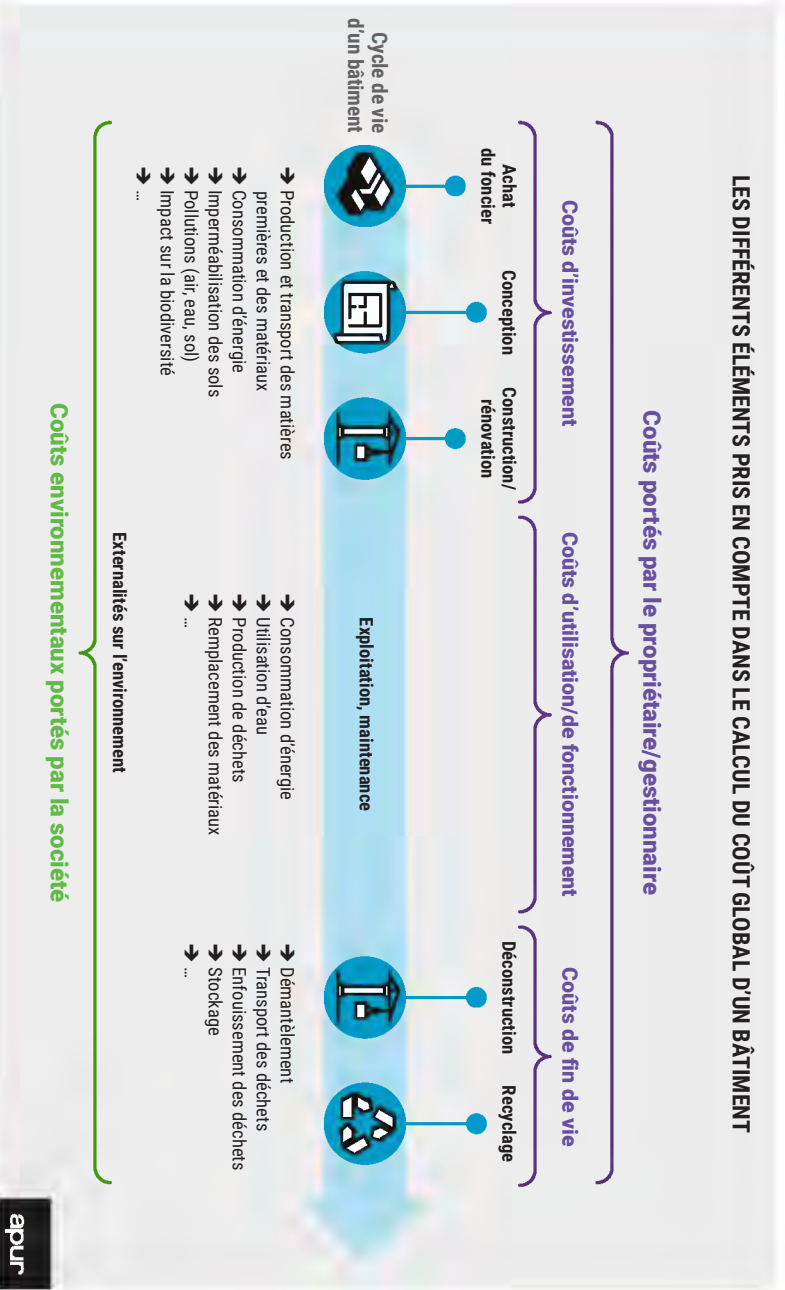 LES DIFFÉRENTS ÉLÉMENTS PRIS EN COMPTE DANS LE CALCUL DU COÛT GLOBAL D'UN BÂTIMENT
Coûts portés par le propriétaire/gestionnaire
Coûts d'investissement
Coûts d'utilisation/de fonctionnement
Coûts de fin de vie
Achat
du foncier
Conception
Construction/
rénovation
Déconstruction
Recyclage
Cycle de vie
d'un bâtiment
Exploitation, maintenance
➔ Production et transport des matières
premières et des matériaux
➔ Consommation d'énergie
➔ Imperméabilisation des sols
➔ Pollutions (air, eau, sol)
➔ Impact sur la biodiversité
➔ ...
➔ Consommation d'énergie
➔ Utilisation d'eau
➔ Production de déchets
➔ Remplacement des matériaux
➔ ...
➔ Démantèlement
➔ Transport des déchets
➔ Enfouissement des déchets
➔ Stockage
➔ ...
Externalités sur l'environnement
Coûts environnementaux portés par la société
apur